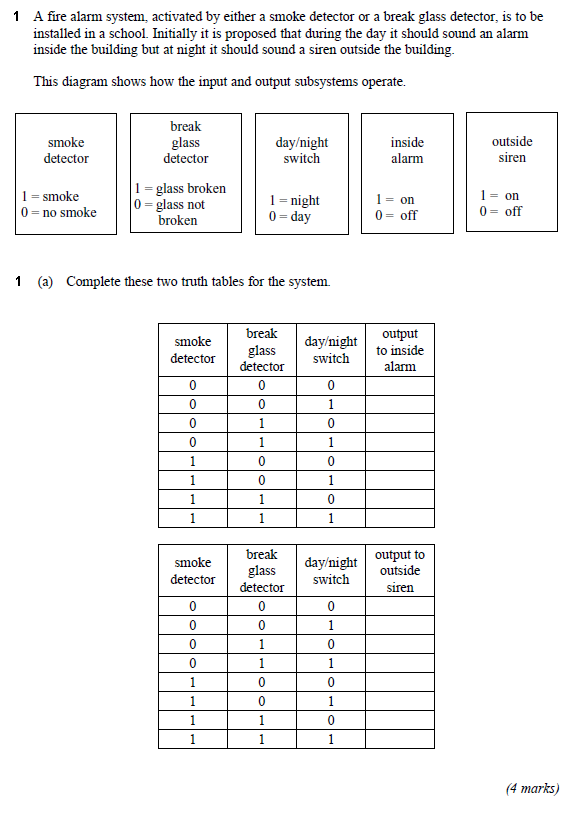 1 A fire alarm system, activated by either a smoke detector or a break glass detector, is to be
installed in a school. Initially it is proposed that during the day it should sound an alarm
inside the building but at night it should sound a siren outside the building.
This diagram shows how the input and output subsystems operate.
smoke
detector
1 = smoke
0 = no smoke
break
glass
detector
1 = glass broken
0 = glass not
broken
day/night
switch
1 = night
0 = day
inside
alarm
1 = on
0 = off
outside
siren
1 = on
0 = off
1 (a) Complete these two truth tables for the system.
smoke
detector
break
glass
detector
day/night
switch
output
to inside
alarm
0 0 0
0 0 1
0 1 0
0 1 1
1 0 0
1 0 1
1 1 0
1 1 1
smoke
detector
break
glass
detector
day/night
switch
output to
outside
siren
0 0 0
0 0 1
0 1 0
0 1 1
1 0 0
1 0 1
1 1 0
1 1 1
(4 marks)